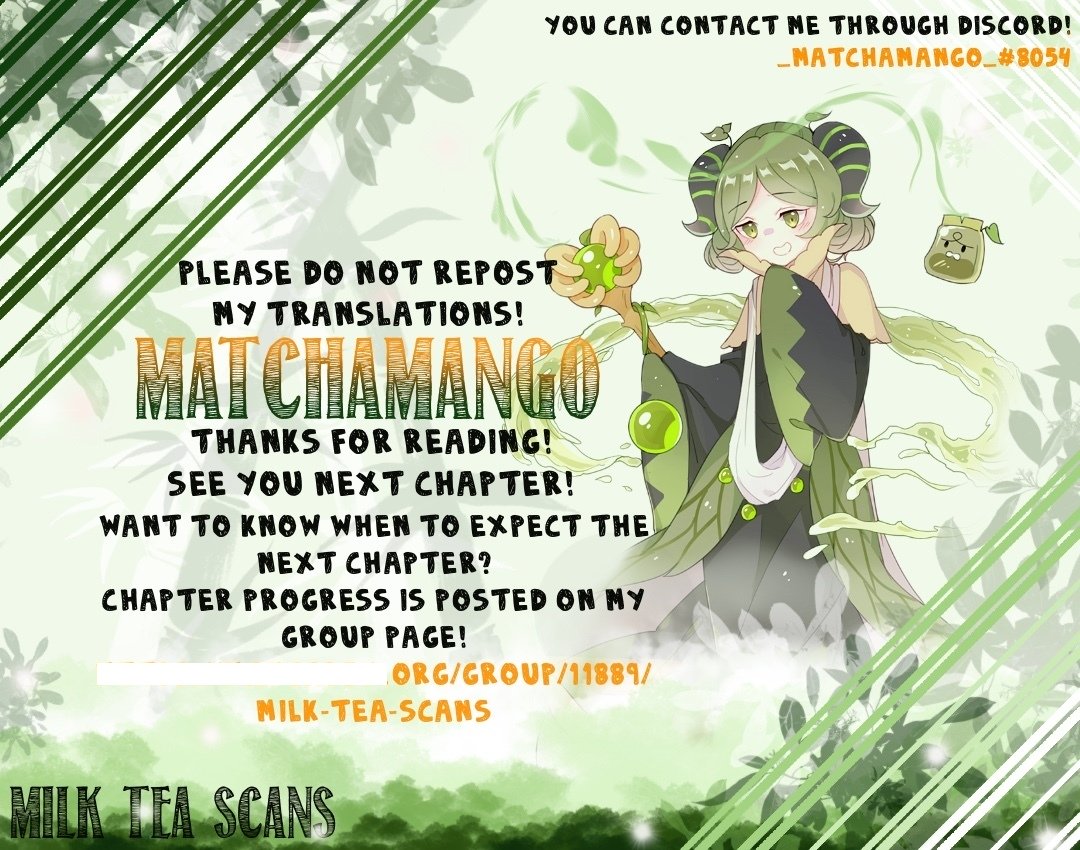 YOU CAN CONTACT ME THROUGH DISCORD!
_MATCHAMANGO_#8054
PLEASE DO NOT REPOST
MY TRANSLATIONS!
MATCHAMANGO
THANKS FOR READING!
SEE YOU NEXT CHAPTER!
WANT TO KNOW WHEN TO EXPECT THE
NEXT CHAPTER?
CHAPTER PROGRESS IS POSTED ON MY
GROUP PAGE!
.ORG/GROUP/11889/
MILK-TEA-SCANS
MILK TEA SCANS